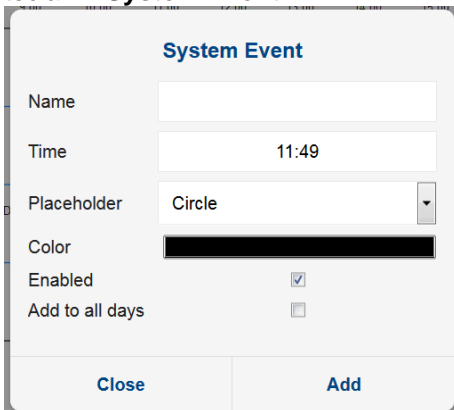 System Event
Name
Time 11:49
Placeholder Circle
Color
Enabled
Add to all days
Close Add